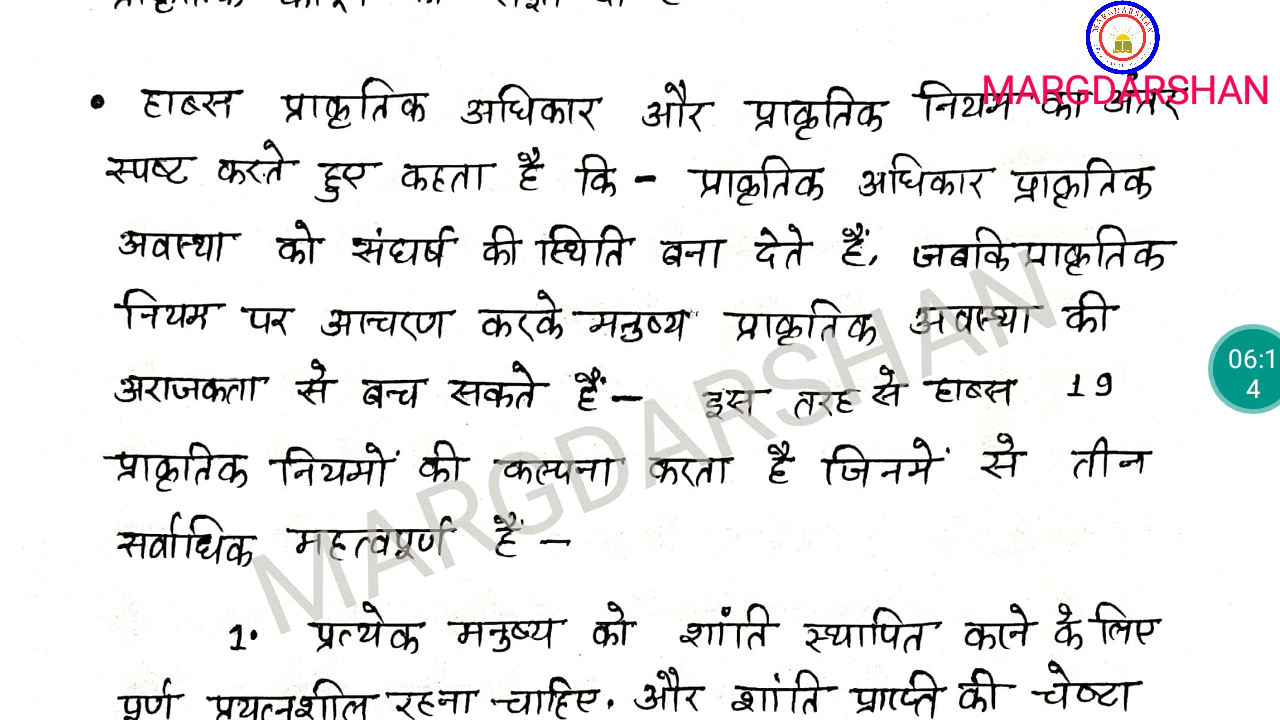 MARGDARSHAN
• हाब्स प्राकृतिक अधिकार और प्राकृतिक नियम का अंतर
स्पष्ट करते हुए कहता है कि - प्राकृतिक अधिकार प्राकृतिक
अवस्था को संघर्ष की स्थिति बना देते हैं, जबकि प्राकृतिक
नियम पर आचरण करके मनुष्य प्राकृतिक अवस्था की
अराजकता से बच सकते हैं - इस तरह से हाब्स 19
प्राकृतिक नियमों की कल्पना करता है जिनमें से तीन
सर्वाधिक महत्वपूर्ण हैं -
MARGDARSHAN
06:1
4
1. प्रत्येक मनुष्य को शांति स्थापित करने के लिए
पूर्ण प्रयत्नशील रहना चाहिए. और शांति प्राप्ति की चेष्टा